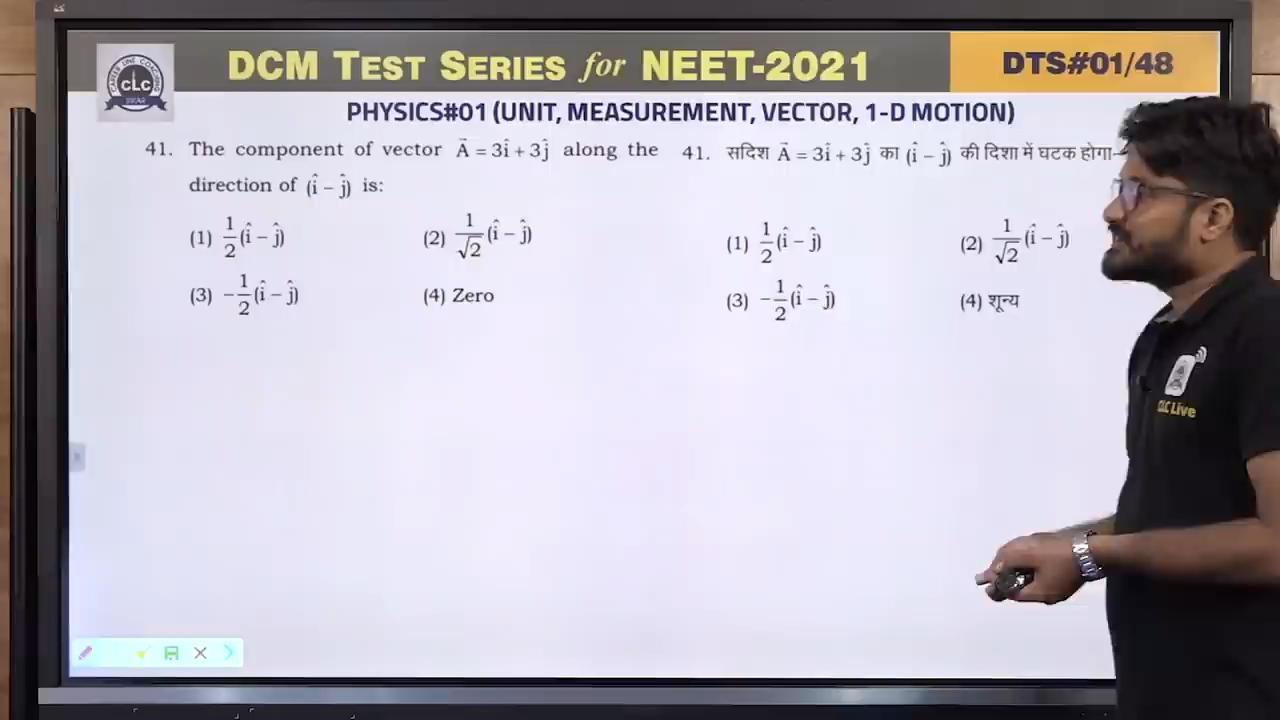 DCM TEST SERIES for NEET-2021
DTS#01/48
CLC
SIKAR
PHYSICS#01 (UNIT, MEASUREMENT, VECTOR, 1-D MOTION)
41. The component of vector A⃗ = 3î + 3ĵ along the direction of (î – ĵ) is:
(1) 1/2(î – ĵ) (2) 1/√2(î – ĵ)
(3) –1/2(î – ĵ) (4) Zero
41. सदिश A⃗ = 3î + 3ĵ का (î – ĵ) की दिशा में घटक होगा–
(1) 1/2(î – ĵ) (2) 1/√2(î – ĵ)
(3) –1/2(î – ĵ) (4) शून्य
CLC Live